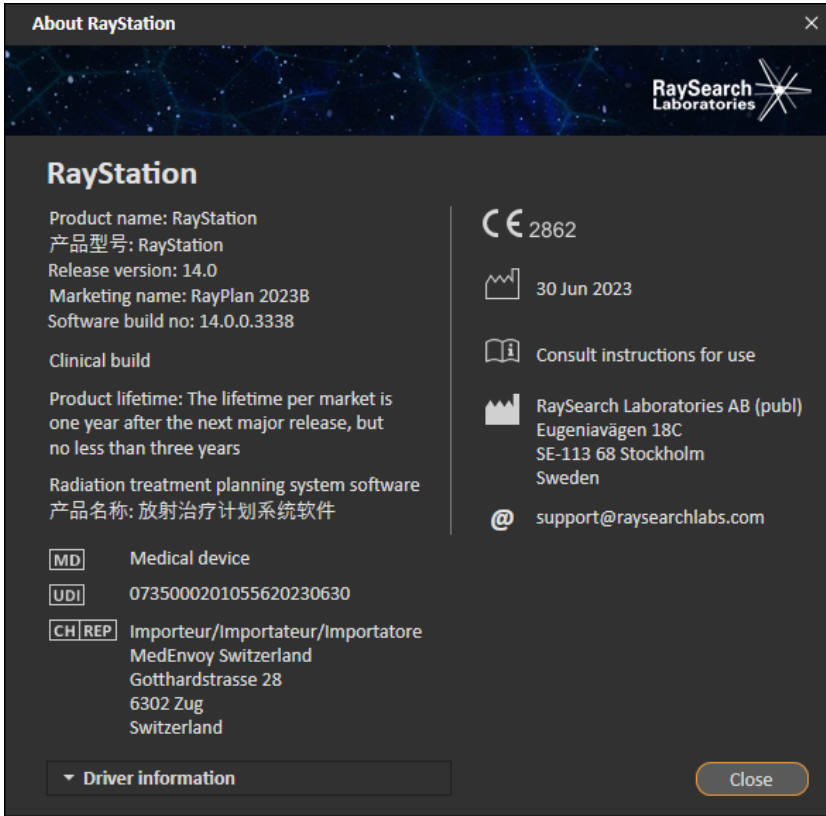 About RayStation
RaySearch
Laboratories
RayStation
Product name: RayStation
产品型号: RayStation
Release version: 14.0
Marketing name: RayPlan 2023B
Software build no: 14.0.0.3338
Clinical build
Product lifetime: The lifetime per market is
one year after the next major release, but
no less than three years
Radiation treatment planning system software
产品名称: 放射治疗计划系统软件
CE 2862
30 Jun 2023
Consult instructions for use
RaySearch Laboratories AB (publ)
Eugeniavägen 18C
SE-113 68 Stockholm
Sweden
@ support@raysearchlabs.com
MD Medical device
UDI 0735000201055620230630
CH REP Importeur/Importateur/Importatore
MedEnvoy Switzerland
Gotthardstrasse 28
6302 Zug
Switzerland
Driver information
Close